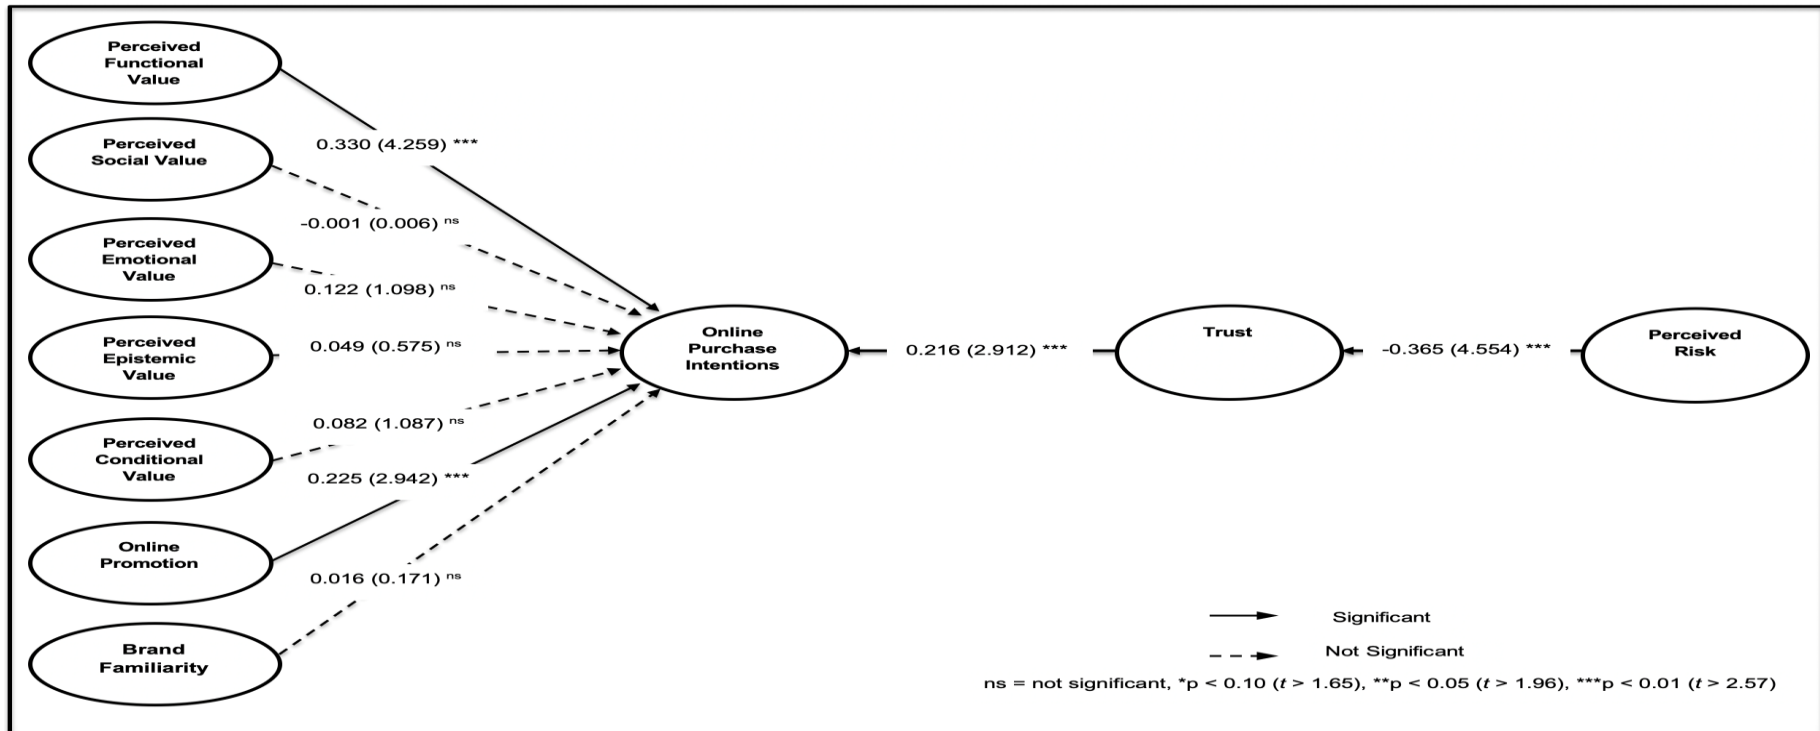 Perceived
Functional
Value
0.330 (4.259) ***
Perceived
Social Value
-0.001 (0.006) ns
Perceived
Emotional
Value
0.122 (1.098) ns
Perceived
Epistemic
Value
0.049 (0.575) ns
Perceived
Conditional
Value
0.082 (1.087) ns
Online
Promotion
0.225 (2.942) ***
Brand
Familiarity
0.016 (0.171) ns
Online
Purchase
Intentions
0.216 (2.912) ***
Trust
-0.365 (4.554) ***
Perceived
Risk
Significant
Not Significant
ns = not significant, *p < 0.10 (t > 1.65), **p < 0.05 (t > 1.96), ***p < 0.01 (t > 2.57)